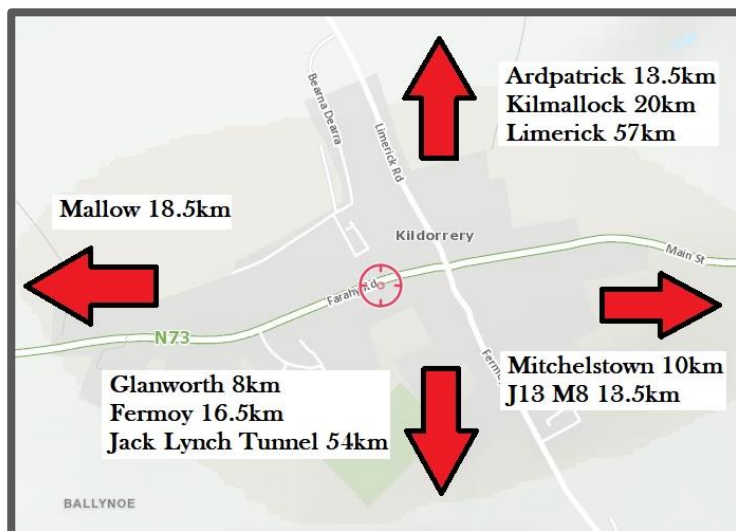 Ardpatrick 13.5km
Kilmallock 20km
Limerick 57km
Bearna Dearra
Limerick Rd
Mallow 18.5km
Kildorrery
Main St
Farahy Rd
N73
Mitchelstown 10km
J13 M8 13.5km
Glanworth 8km
Fermoy 16.5km
Jack Lynch Tunnel 54km
BALLYNOE